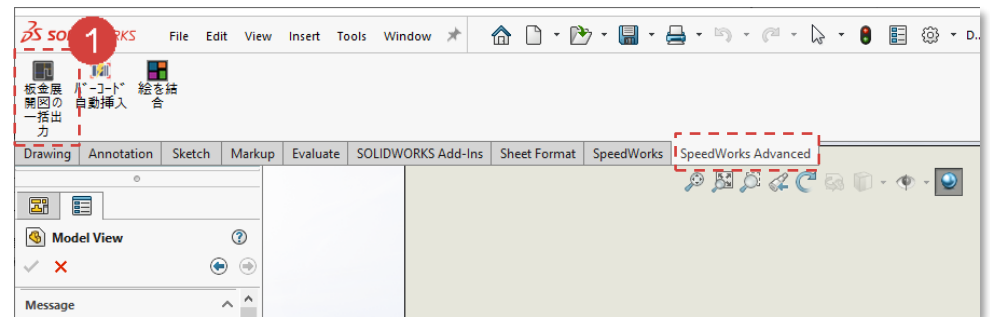 SO 1 RKS File Edit View Insert Tools Window D...
板金展開図の一括出力
バーコード自動挿入
絵を結合
Drawing Annotation Sketch Markup Evaluate SOLIDWORKS Add-Ins Sheet Format SpeedWorks SpeedWorks Advanced
Model View
Message